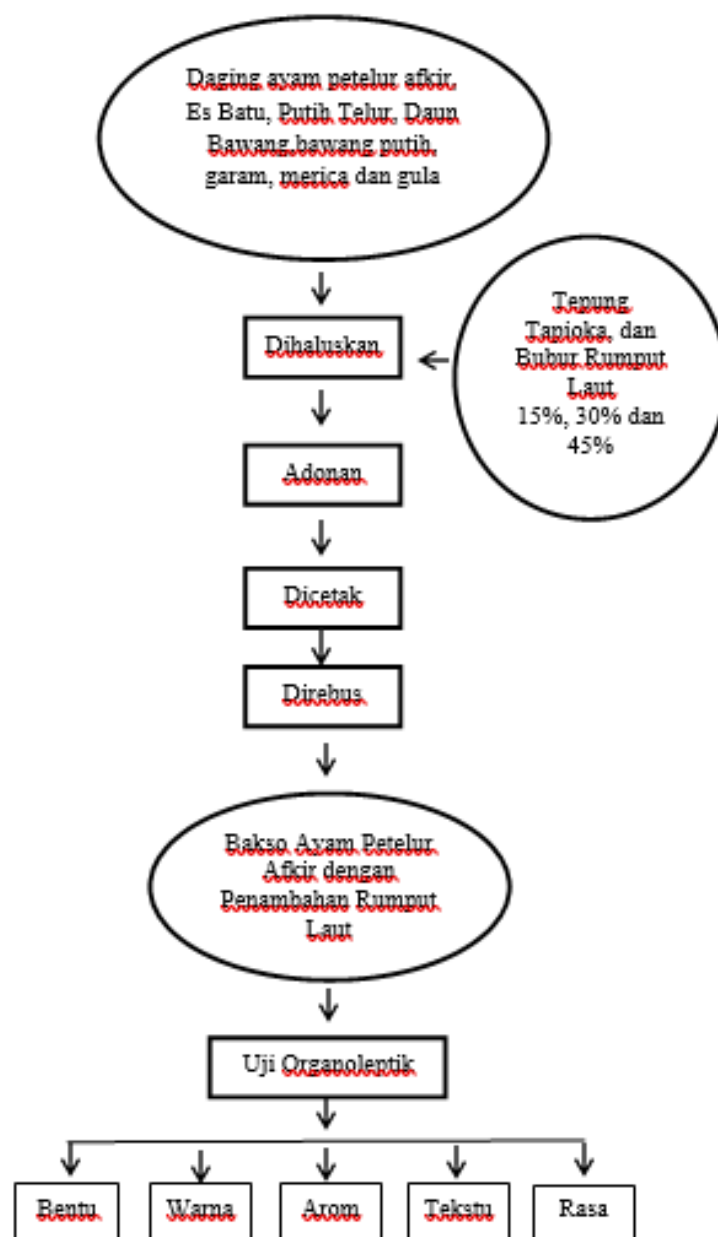 Daging ayam petelur afkir,
Es Batu, Putih Telur, Daun
Bawang,bawang putih,
garam, merica dan gula
Tepung
Tapioka, dan
Bubur Rumput
Laut
15%, 30% dan
45%
Dihaluskan
Adonan
Dicetak
Direbus
Bakso Ayam Petelur
Afkir dengan
Penambahan Rumput
Laut
Uji Organoleptik
Bentu
Warna
Arom
Tekstu
Rasa